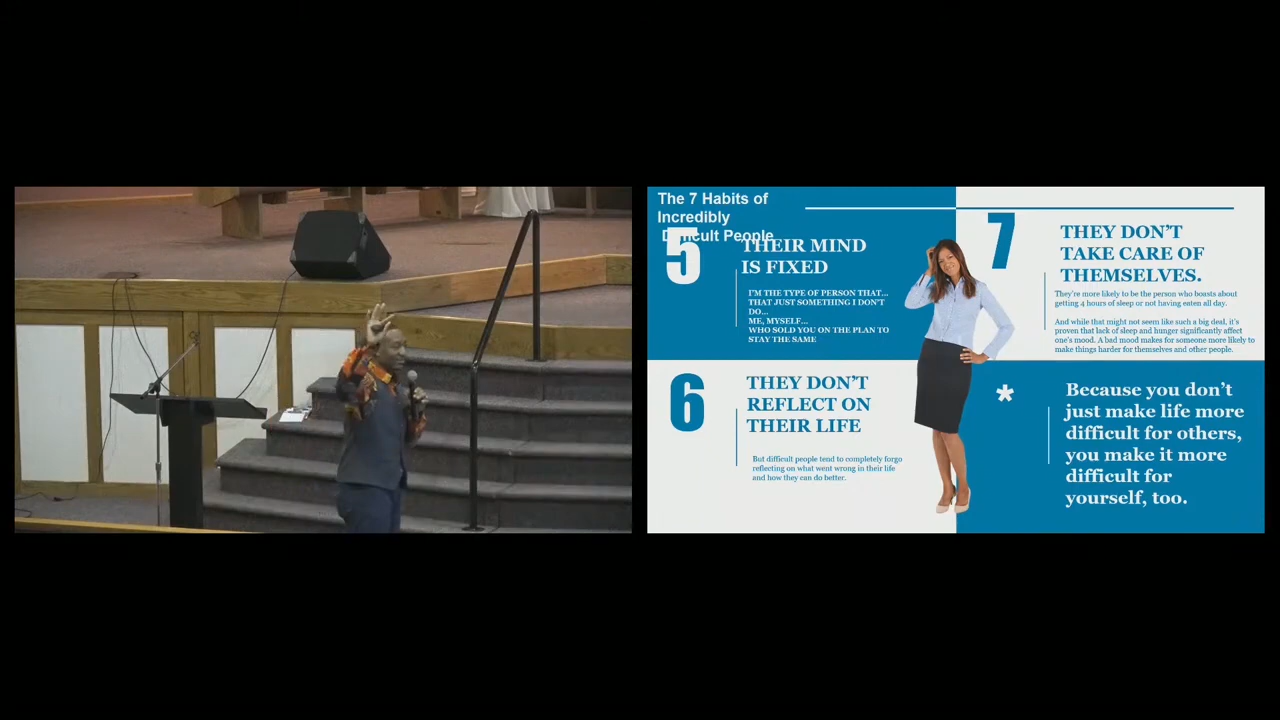 The 7 Habits of
Incredibly
Difficult People
5
THEIR MIND
IS FIXED
I'M THE TYPE OF PERSON THAT...
THAT JUST SOMETHING I DON'T
DO...
ME, MYSELF...
WHO SOLD YOU ON THE PLAN TO
STAY THE SAME
6
THEY DON'T
REFLECT ON
THEIR LIFE
But difficult people tend to completely forgo
reflecting on what went wrong in their life
and how they can do better.
7
THEY DON'T
TAKE CARE OF
THEMSELVES.
They're more likely to be the person who boasts about
getting 4 hours of sleep or not having eaten all day.
And while that might not seem like such a big deal, it's
proven that lack of sleep and hunger significantly affect
one's mood. A bad mood makes for someone more likely to
make things harder for themselves and other people.
*
Because you don't
just make life more
difficult for others,
you make it more
difficult for
yourself, too.